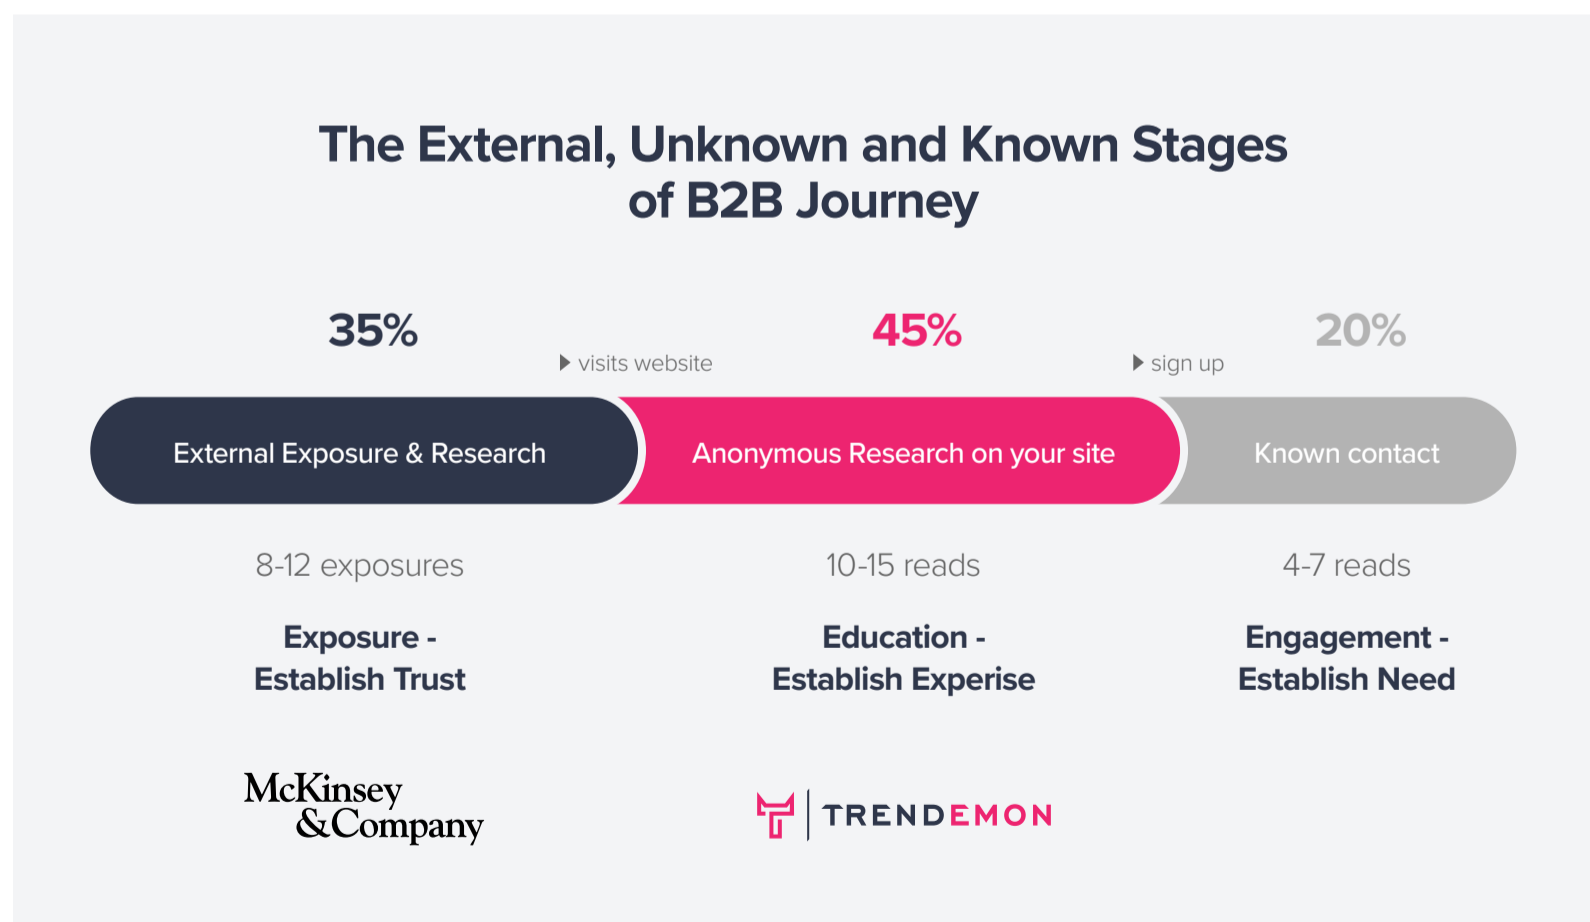 The External, Unknown and Known Stages
of B2B Journey
35%
visits website
45%
sign up
20%
External Exposure & Research
Anonymous Research on your site
Known contact
8-12 exposures
10-15 reads
4-7 reads
Exposure -
Establish Trust
Education -
Establish Experise
Engagement -
Establish Need
McKinsey
&Company
TRENDEMON